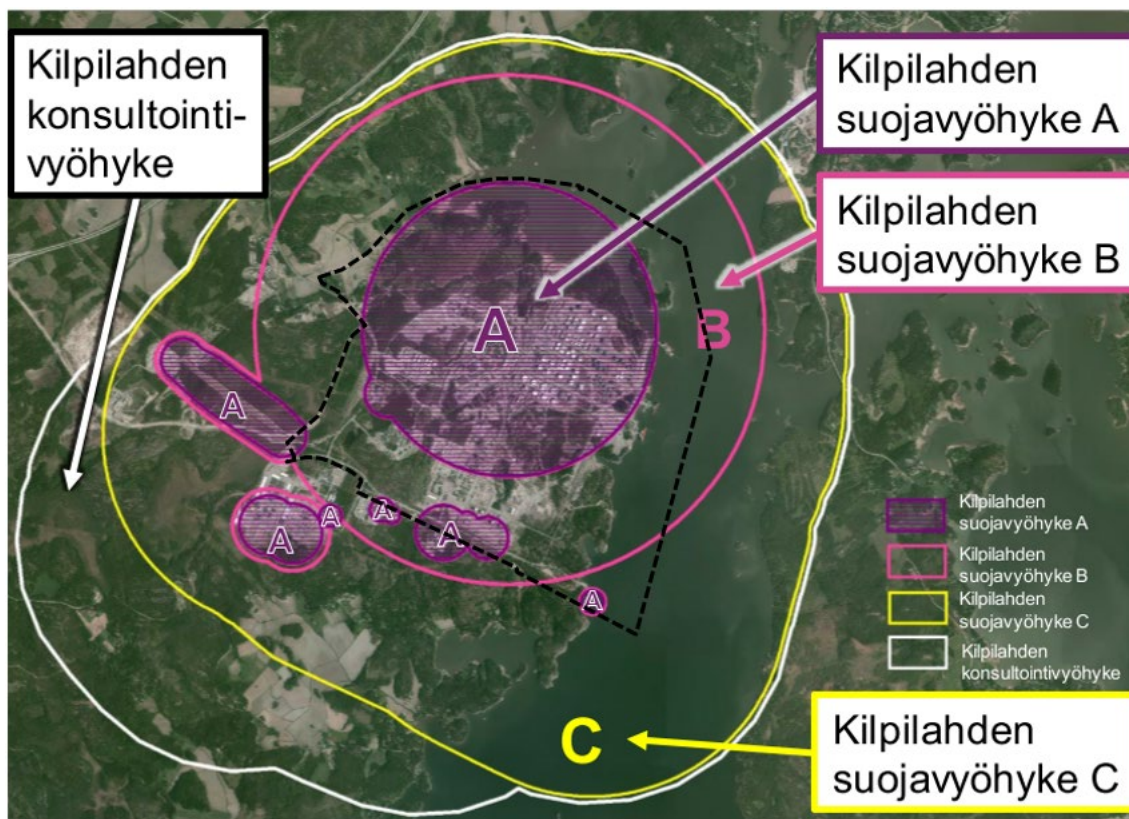 Kilpilahden
konsultointi-
vyöhyke
Kilpilahden
suojavyöhyke A
Kilpilahden
suojavyöhyke B
A
B
A
A
A
A
A
A
Kilpilahden
suojavyöhyke A
Kilpilahden
suojavyöhyke B
Kilpilahden
suojavyöhyke C
Kilpilahden
konsultointivyöhyke
C
Kilpilahden
suojavyöhyke C